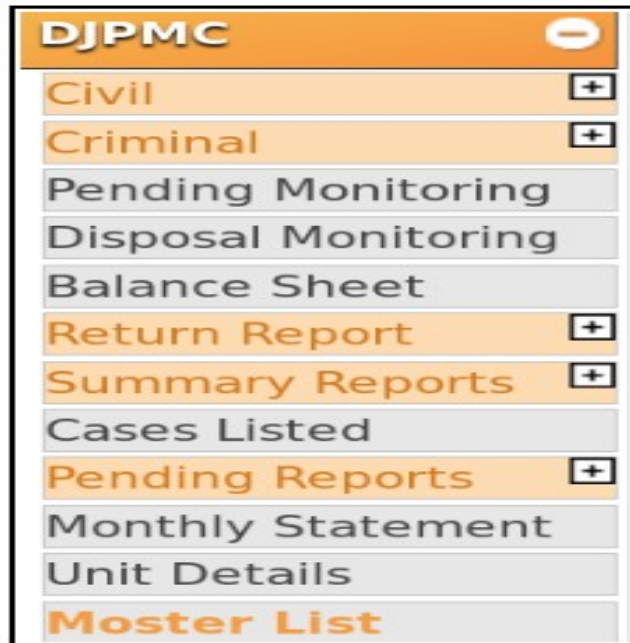 DJPMC
Civil
Criminal
Pending Monitoring
Disposal Monitoring
Balance Sheet
Return Report
Summary Reports
Cases Listed
Pending Reports
Monthly Statement
Unit Details
Moster List